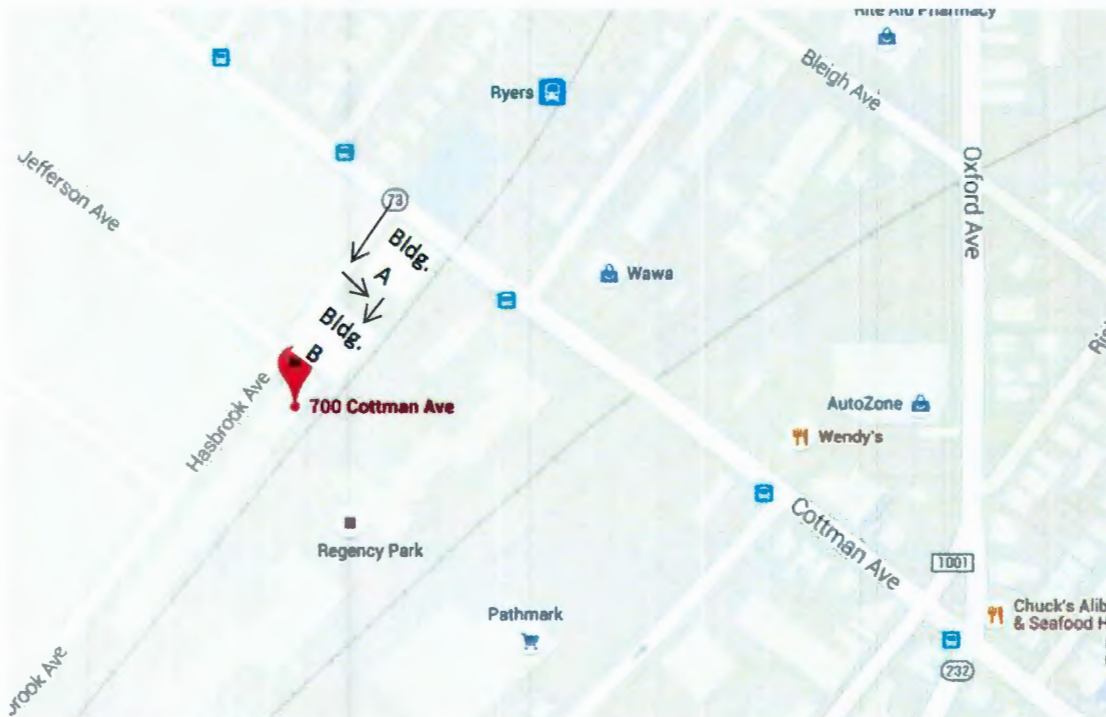 Rite Aid Pharmacy
Bleigh Ave
Ryers
Oxford Ave
Jefferson Ave
73
Bldg.
A
Wawa
Bldg.
B
700 Cottman Ave
Hasbrook Ave
AutoZone
Wendy's
Cottman Ave
Regency Park
1001
Pathmark
Chuck's Alib
& Seafood H
232
brook Ave